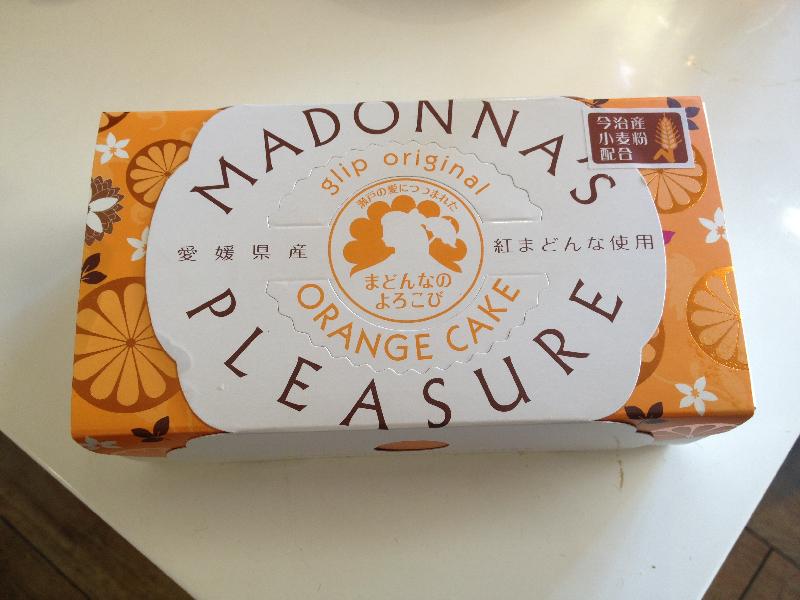 MADONNA'S
glip original
瀬戸の愛につつまれた
愛媛県産
紅まどんな使用
まどんなの
よろこび
ORANGE CAKE
PLEASURE
今治産
小麦粉
配合